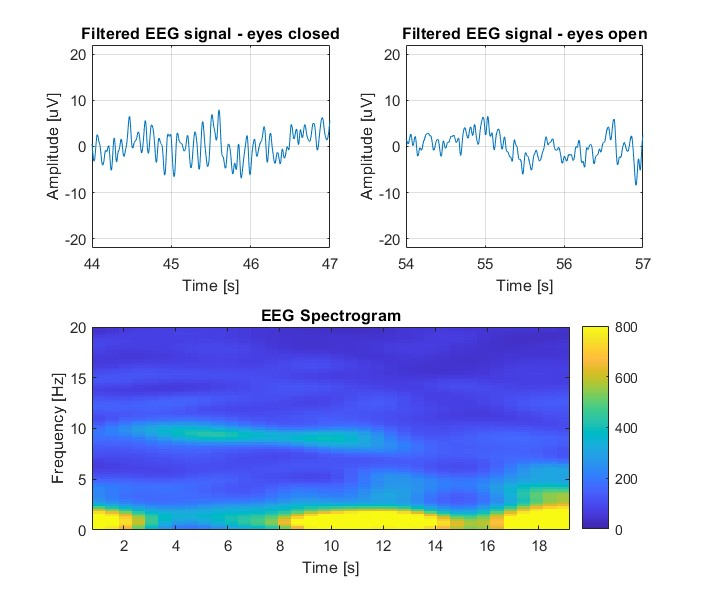 Filtered EEG signal - eyes closed
20
10
0
-10
-20
Amplitude [uV]
44 45 46 47
Time [s]
Filtered EEG signal - eyes open
20
10
0
-10
-20
Amplitude [uV]
54 55 56 57
Time [s]
EEG Spectrogram
20
15
10
5
0
Frequency [Hz]
2 4 6 8 10 12 14 16 18
Time [s]
800
600
400
200
0